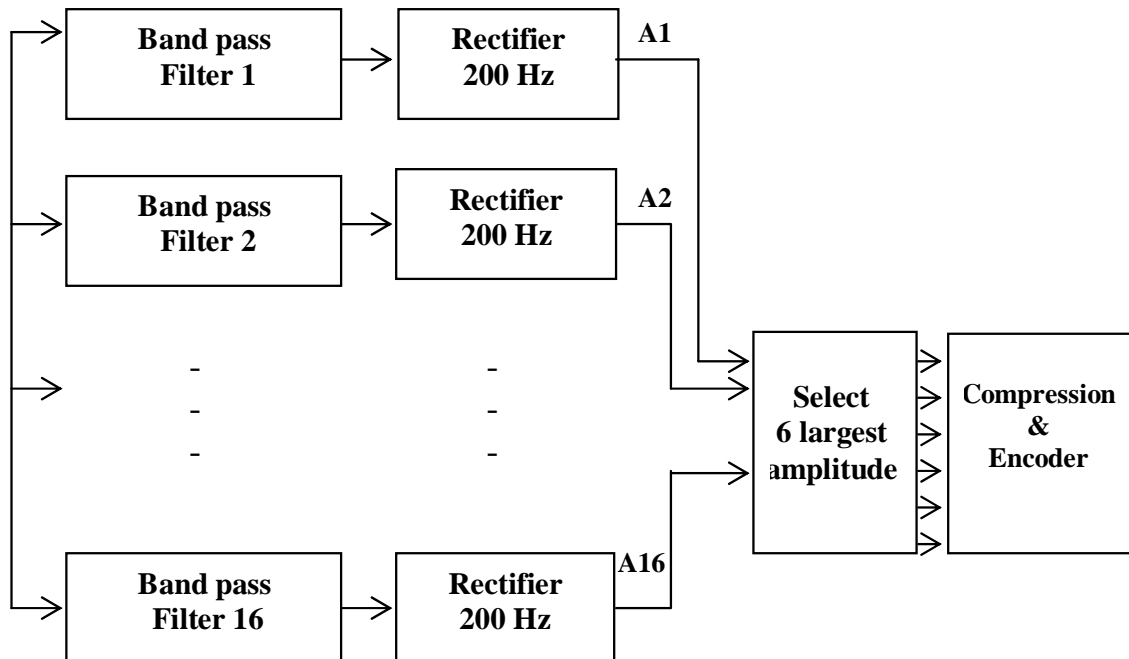 Band pass
Filter 1
Rectifier
200 Hz
A1
Band pass
Filter 2
Rectifier
200 Hz
A2
Select
6 largest
amplitude
Compression
&
Encoder
Band pass
Filter 16
Rectifier
200 Hz
A16